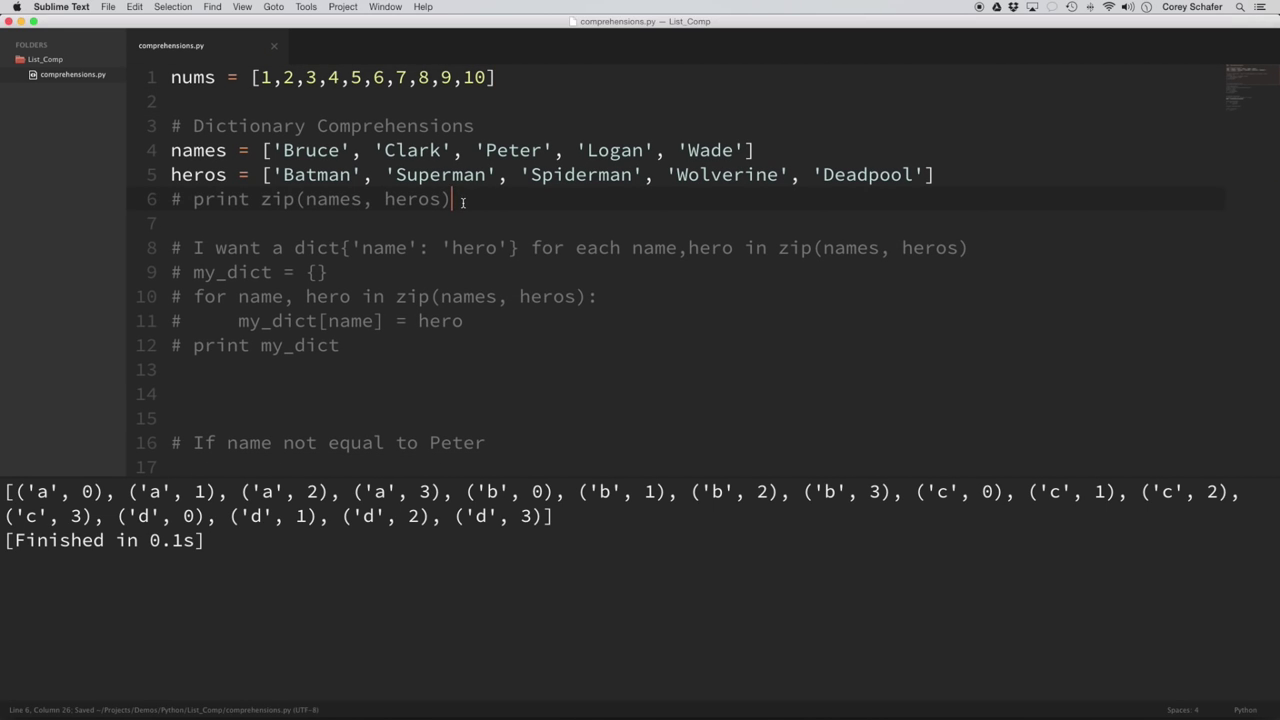 Sublime Text File Edit Selection Find View Goto Tools Project Window Help Corey Schafer
comprehensions.py — List_Comp
FOLDERS
List_Comp
comprehensions.py
comprehensions.py ×
1 nums = [1,2,3,4,5,6,7,8,9,10]
2
3 # Dictionary Comprehensions
4 names = ['Bruce', 'Clark', 'Peter', 'Logan', 'Wade']
5 heros = ['Batman', 'Superman', 'Spiderman', 'Wolverine', 'Deadpool']
6 # print zip(names, heros)
7
8 # I want a dict{'name': 'hero'} for each name,hero in zip(names, heros)
9 # my_dict = {}
10 # for name, hero in zip(names, heros):
11 #     my_dict[name] = hero
12 # print my_dict
13
14
15
16 # If name not equal to Peter
17
[('a', 0), ('a', 1), ('a', 2), ('a', 3), ('b', 0), ('b', 1), ('b', 2), ('b', 3), ('c', 0), ('c', 1), ('c', 2),
('c', 3), ('d', 0), ('d', 1), ('d', 2), ('d', 3)]
[Finished in 0.1s]
Line 6, Column 26; Saved ~/Projects/Demos/Python/List_Comp/comprehensions.py (UTF-8) Spaces: 4 Python